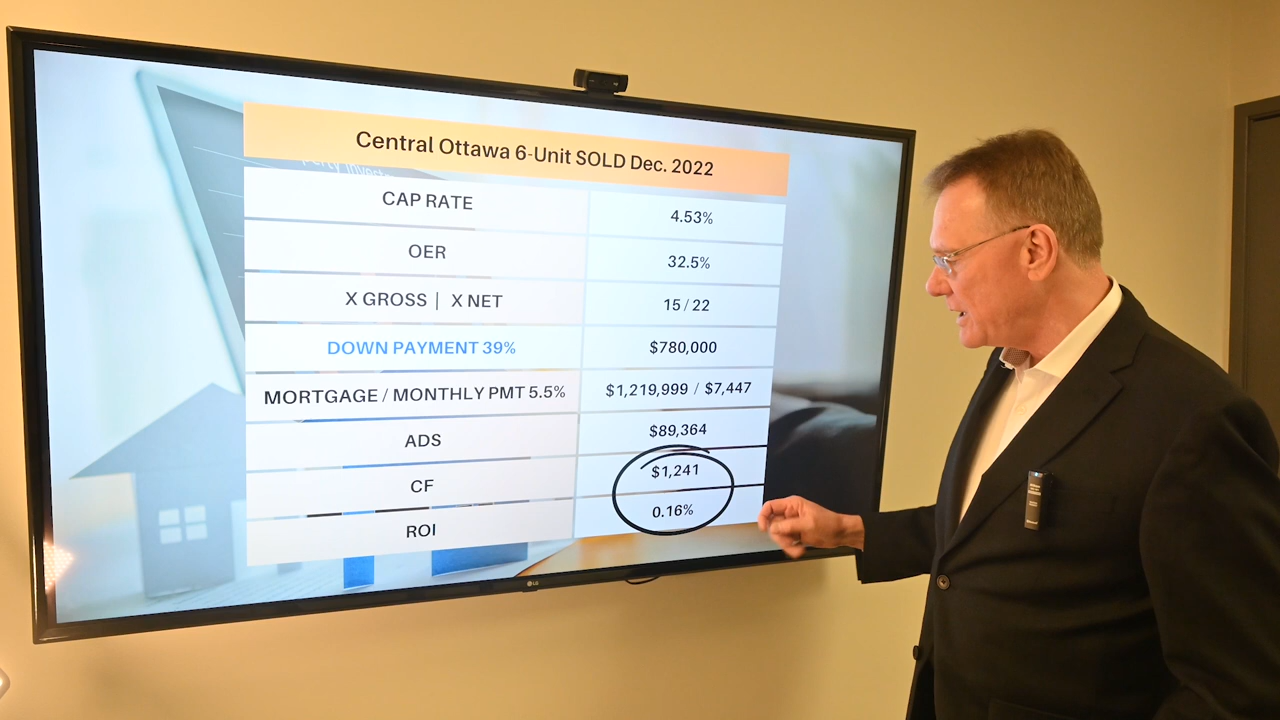 Central Ottawa 6-Unit SOLD Dec. 2022
CAP RATE 4.53%
OER 32.5%
X GROSS | X NET 15 / 22
DOWN PAYMENT 39% $780,000
MORTGAGE / MONTHLY PMT 5.5% $1,219,999 / $7,447
ADS $89,364
CF $1,241
ROI 0.16%
LG